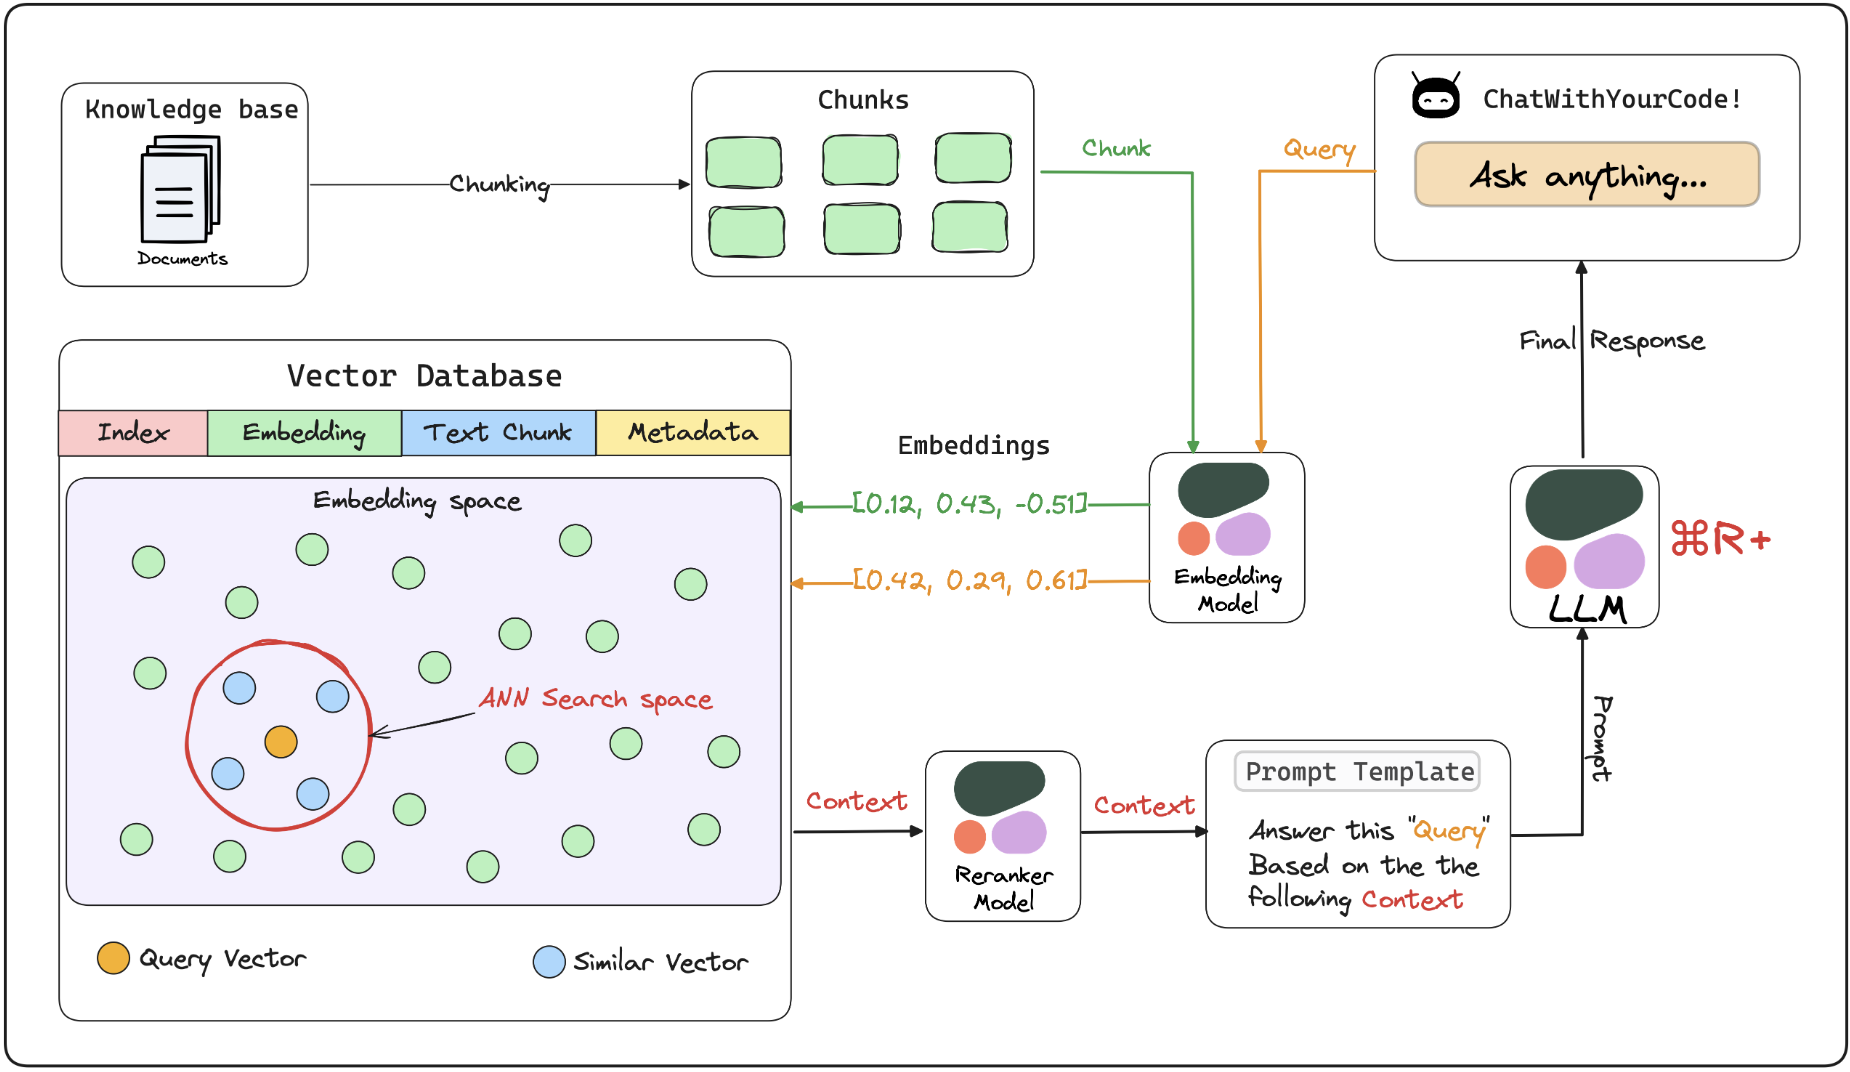 Knowledge base
Documents
Chunking
Chunks
Chunk
Query
ChatWithYourCode!
Ask anything...
Final Response
Vector Database
Index
Embedding
Text Chunk
Metadata
Embedding space
ANN Search space
Query Vector
Similar Vector
Embeddings
[0.12, 0.43, -0.51]
[0.42, 0.29, 0.61]
Embedding
Model
LLM
⌘R+
Prompt
Context
Reranker
Model
Context
Prompt Template
Answer this "Query"
Based on the the
following Context